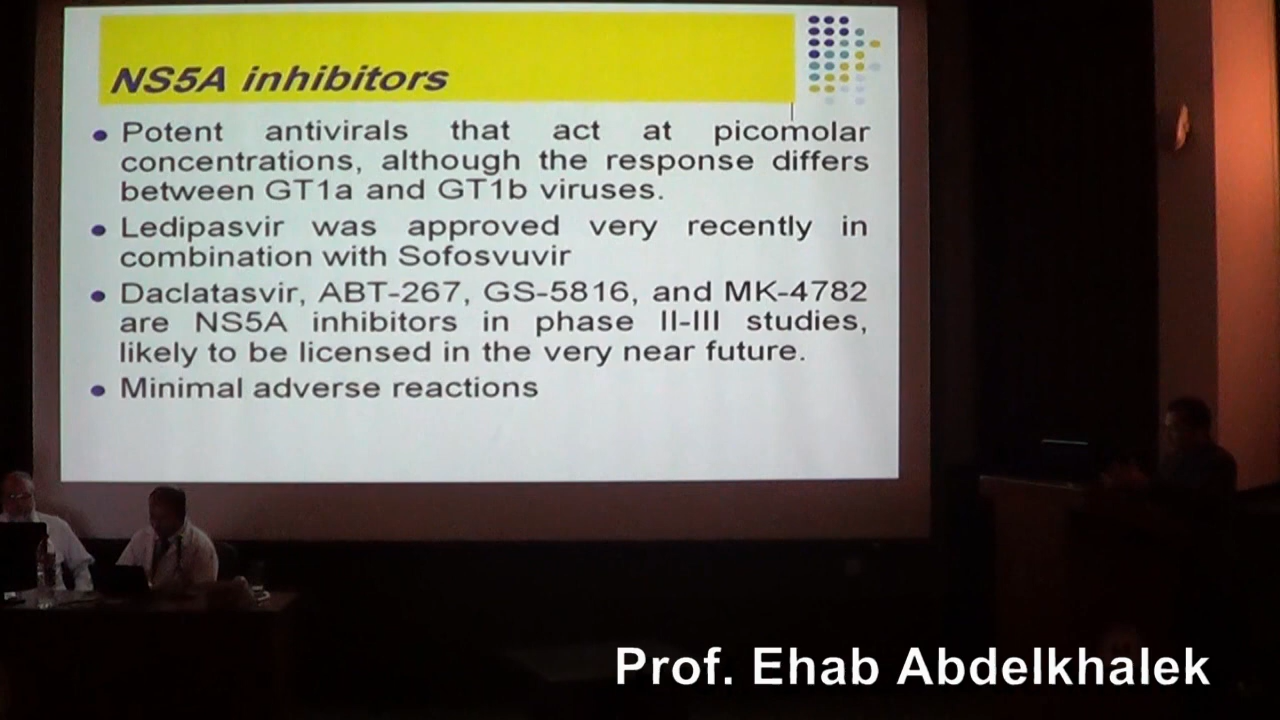 NS5A inhibitors
Potent antivirals that act at picomolar
concentrations, although the response differs
between GT1a and GT1b viruses.
Ledipasvir was approved very recently in
combination with Sofosvuvir
Daclatasvir, ABT-267, GS-5816, and MK-4782
are NS5A inhibitors in phase II-III studies,
likely to be licensed in the very near future.
Minimal adverse reactions
Prof. Ehab Abdelkhalek